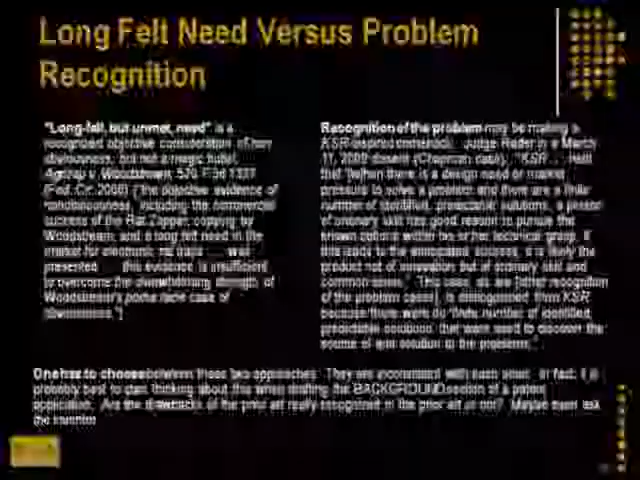 Long Felt Need Versus Problem
Recognition
"Long-felt, but unmet, need" is a
recognized objective consideration of non
obviousness, but not a magic bullet.
Agrizap v. Woodstream, 520 F.3d 1337
(Fed. Cir. 2008) ("the objective evidence of
nonobviousness, including the commercial
success of the Rat Zapper, copying by
Woodstream, and a long felt need in the
market for electronic rat traps was
presented this evidence is insufficient
to overcome the overwhelming strength of
Woodstream's prima facie case of
obviousness.")
Recognition of the problem may be making a
KSR-inspired comeback. Judge Rader in a March
dissent "KSR held
that '[w]hen there is a design need or market
pressure to solve a problem and there are a finite
number of identified, predictable solutions, a person
of ordinary skill has good reason to pursue the
known options within his or her technical grasp. If
this leads to the anticipated success, it is likely the
product not of innovation but of ordinary skill and
common sense.' This case, as
of the problem cases], is distinguished from KSR
because there were no 'finite number of identified,
predictable solutions' that were used to discover the
source of and solution to the problems."
One has to choose between these two approaches. They are inconsistent with each other. In fact, it is
probably best to start thinking about this when drafting the BACKGROUND section of a patent
application. Are the drawbacks of the prior art really recognized in the prior art or not? Maybe even ask
the inventor.